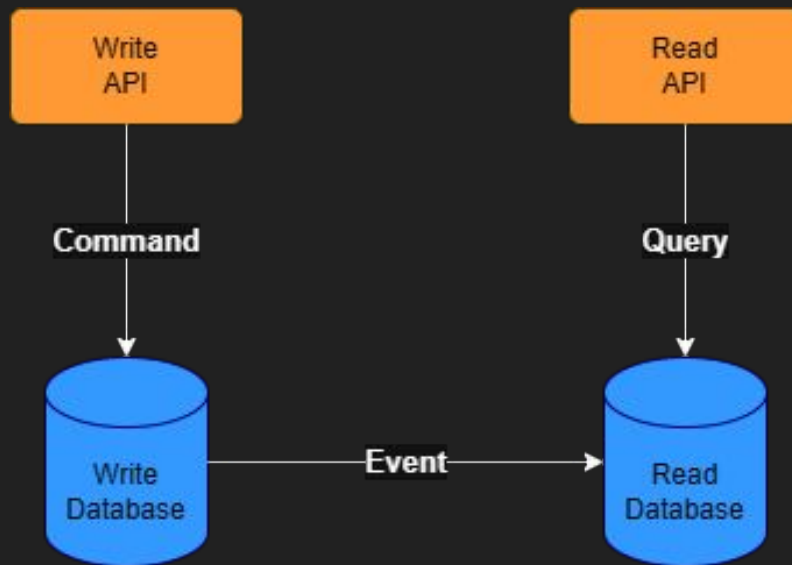 Write
API
Read
API
Command
Query
Event
Write
Database
Read
Database